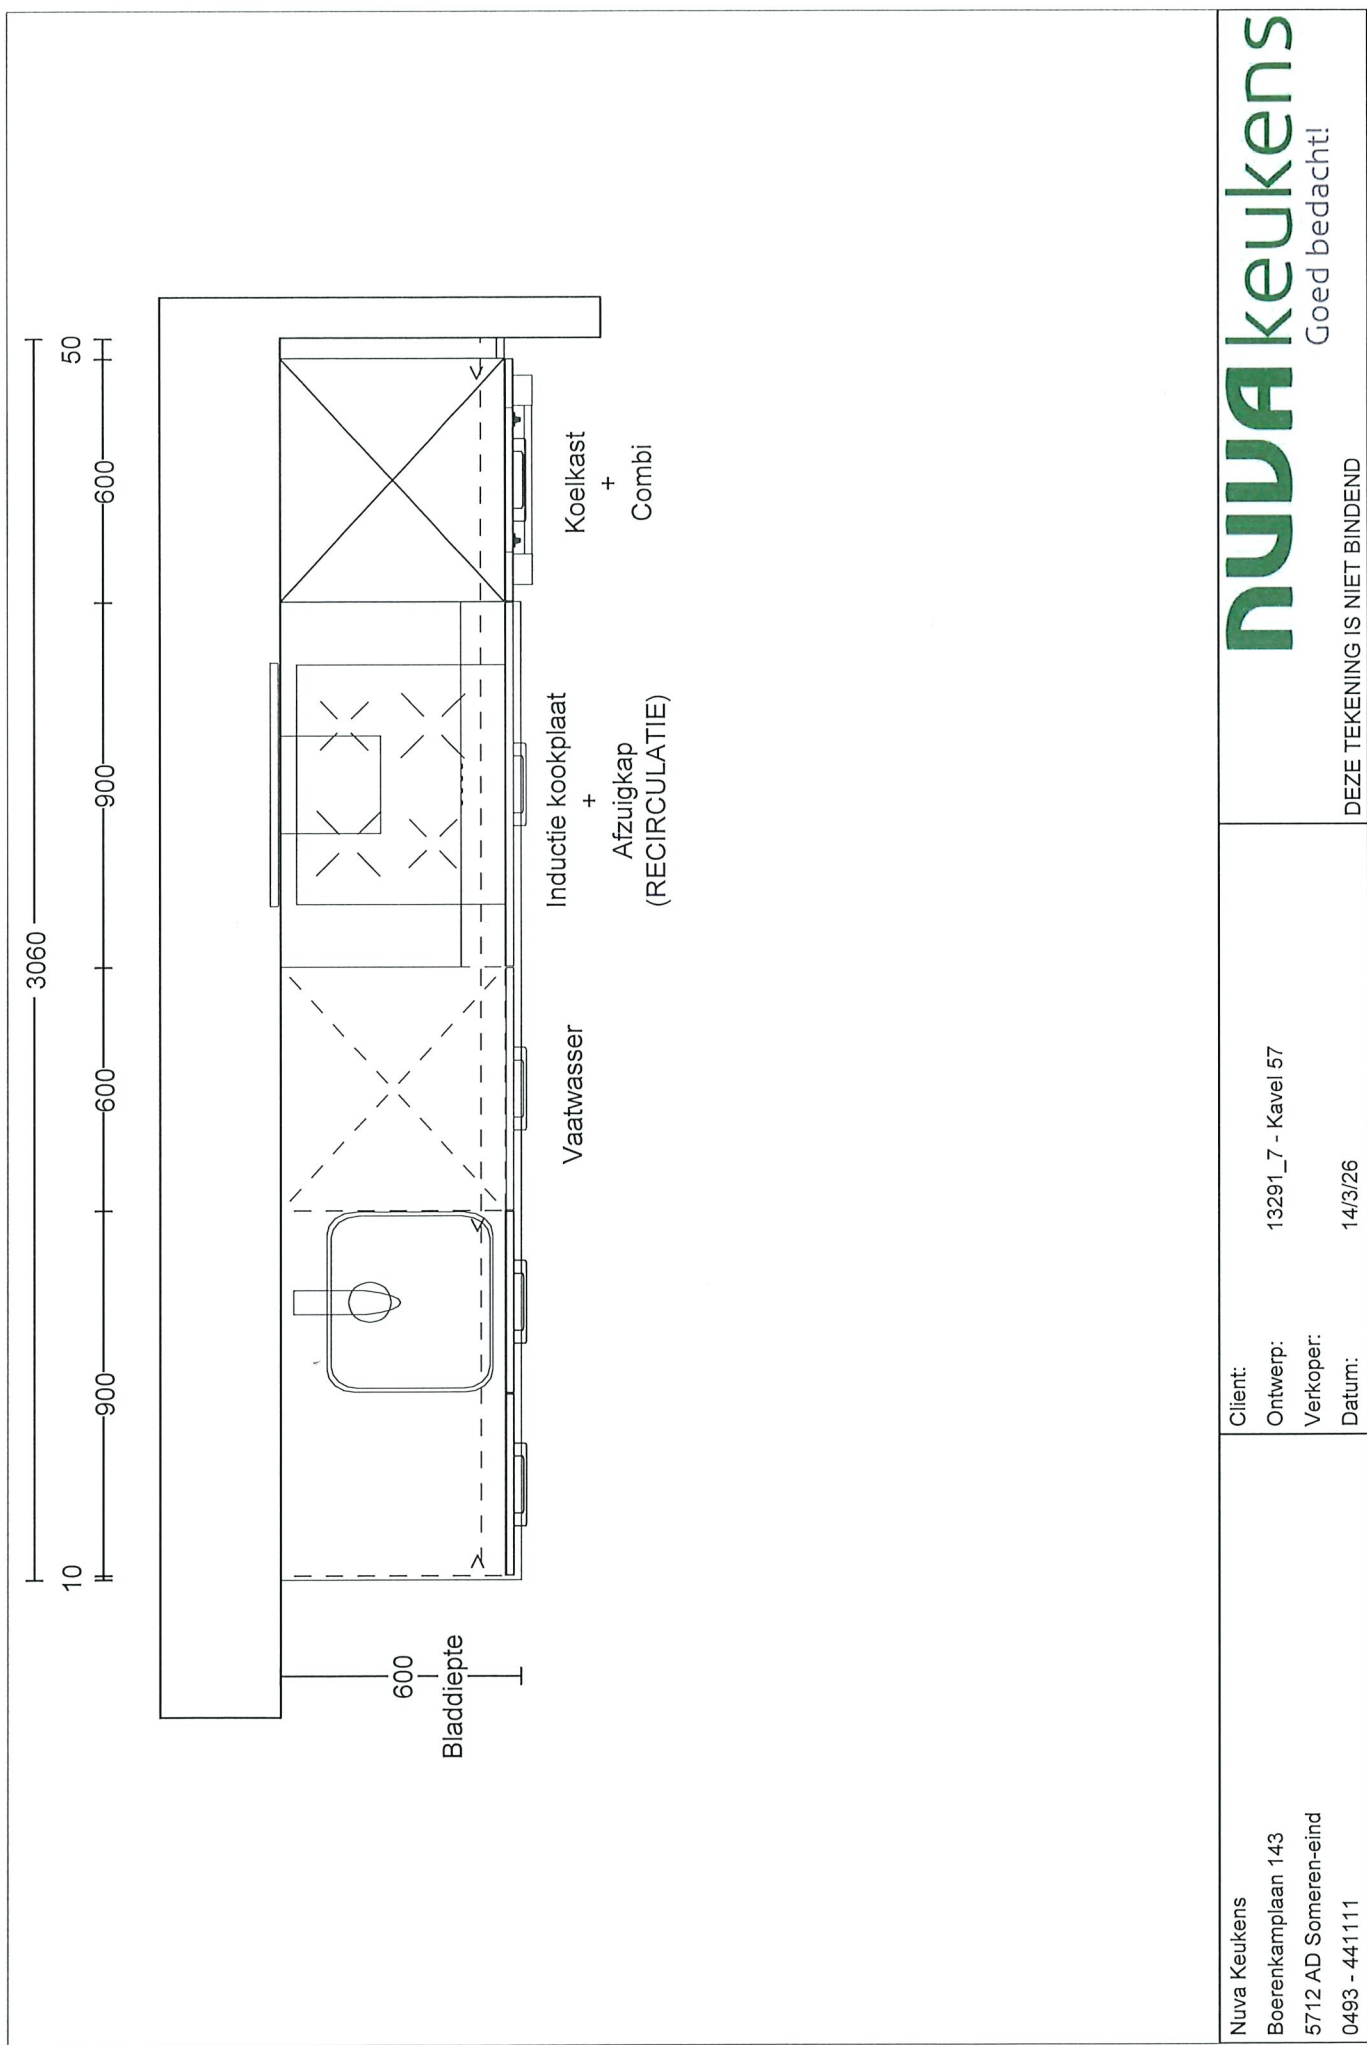 3060
10
900
600
900
600
50
600
Bladdiepte
Vaatwasser
Inductie kookplaat
+
Afzuigkap
(RECIRCULATIE)
Koelkast
+
Combi
Nuva Keukens
Boerenkamplaan 143
5712 AD Someren-eind
0493 - 441111
Client:
Ontwerp: 13291_7 - Kavel 57
Verkoper:
Datum: 14/3/26
nuvakeukens
Goed bedacht!
DEZE TEKENING IS NIET BINDEND